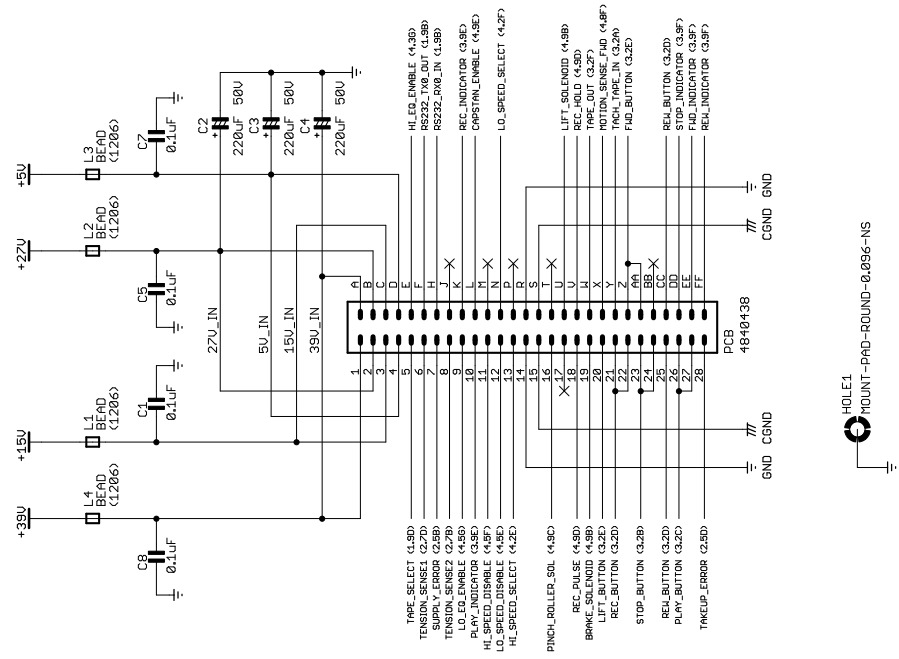 +5V
L3
BEAD
(1206)
C7
0.1uF
+27V
L2
BEAD
(1206)
C5
0.1uF
+15V
L1
BEAD
(1206)
C1
0.1uF
+39V
L4
BEAD
(1206)
C8
0.1uF
C2
220uF
50V
C3
220uF
50V
C4
220uF
50V
27V_IN
5V_IN
15V_IN
39V_IN
HI_EQ_ENABLE (4.3G)
RS232_TX0_OUT (1.9B)
RS232_RX0_IN (1.9B)
REC_INDICATOR (3.9E)
CAPSTAN_ENABLE (4.9E)
LO_SPEED_SELECT (4.2F)
LIFT_SOLENOID (4.9B)
REC_HOLD (4.9D)
TAPE_OUT (3.2F)
MOTION_SENSE_FWD (4.8F)
TACH_TAPE_IN (3.2A)
FWD_BUTTON (3.2E)
REW_BUTTON (3.2D)
STOP_INDICATOR (3.9F)
FWD_INDICATOR (3.9F)
REW_INDICATOR (3.9F)
GND
CGND
A
B
C
D
E
F
H
J
K
L
M
N
P
R
S
T
U
V
W
X
Y
Z
AA
BB
CC
DD
EE
FF
PCB
4840438
1
2
3
4
5
6
7
8
9
10
11
12
13
14
15
16
17
18
19
20
21
22
23
24
25
26
27
28
CGND
GND
TAPE_SELECT (1.9D)
TENSION_SENSE1 (2.7D)
SUPPLY_ERROR (2.5B)
TENSION_SENSE2 (2.7B)
LO_EQ_ENABLE (4.5G)
PLAY_INDICATOR (3.9E)
HI_SPEED_DISABLE (4.5F)
LO_SPEED_DISABLE (4.5E)
HI_SPEED_SELECT (4.2E)
PINCH_ROLLER_SOL (4.9C)
REC_PULSE (4.9D)
BRAKE_SOLENOID (4.9B)
LIFT_BUTTON (3.2E)
REC_BUTTON (3.2D)
STOP_BUTTON (3.2B)
REW_BUTTON (3.2D)
PLAY_BUTTON (3.2C)
TAKEUP_ERROR (2.5D)
HOLE1
MOUNT-PAD-ROUND-0.096-NS